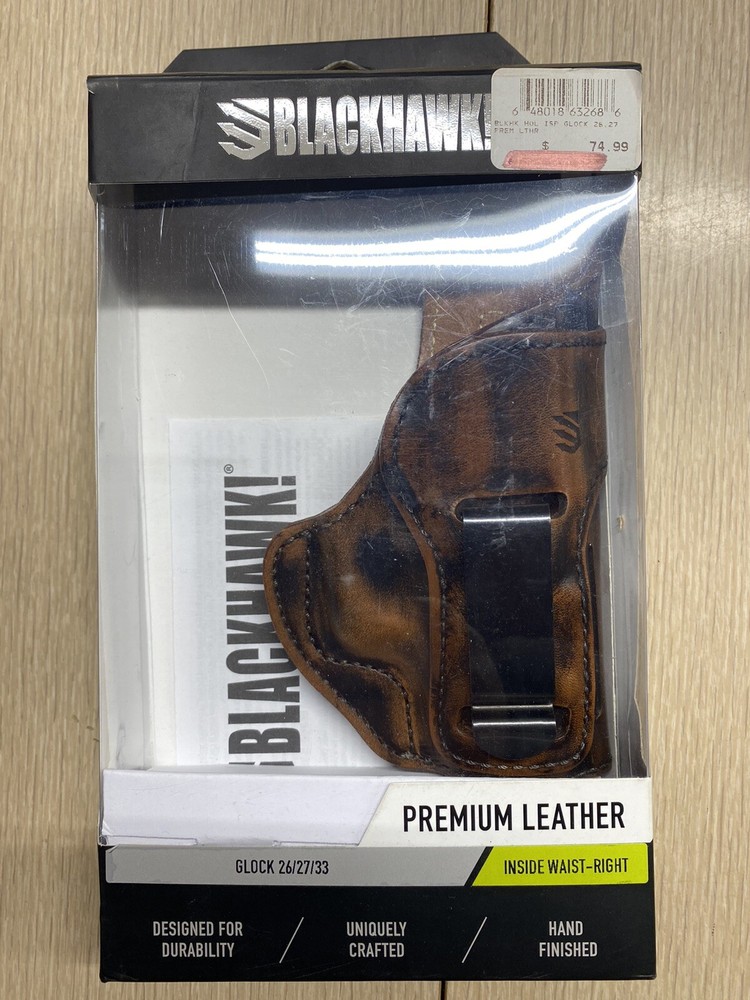 BLACKHAWK!
6 48018 63268 6
BLKHK HOL ISP GLOCK 26,27
PREM LTHR
$ 74.99
BLACKHAWK!®
PREMIUM LEATHER
GLOCK 26/27/33
INSIDE WAIST-RIGHT
DESIGNED FOR
DURABILITY
UNIQUELY
CRAFTED
HAND
FINISHED